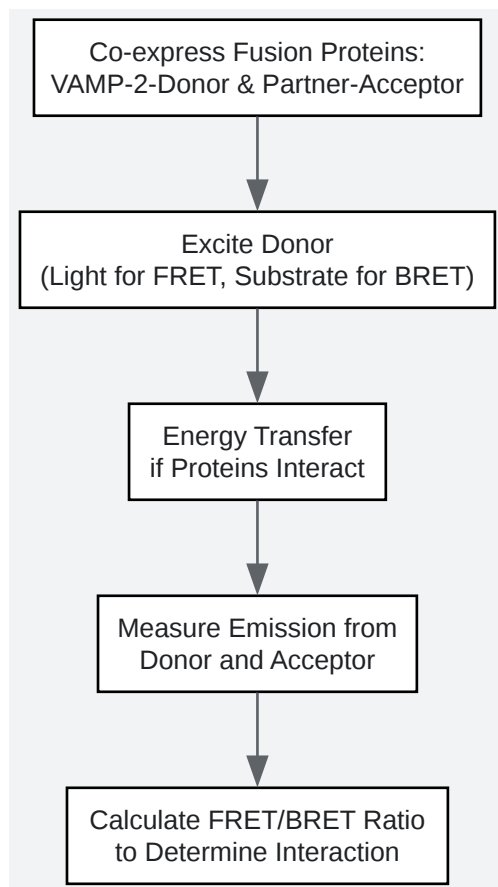 Co-express Fusion Proteins:
VAMP-2-Donor & Partner-Acceptor
Excite Donor
(Light for FRET, Substrate for BRET)
Energy Transfer
if Proteins Interact
Measure Emission from
Donor and Acceptor
Calculate FRET/BRET Ratio
to Determine Interaction